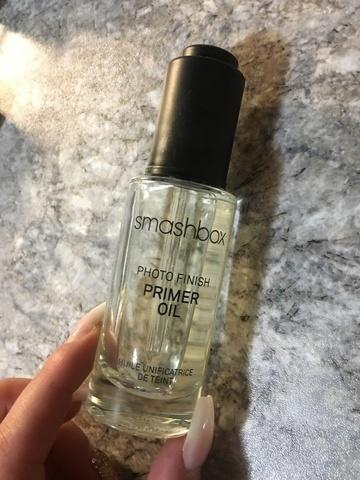 smashbox
PHOTO FINISH
PRIMER
OIL
HUILE UNIFICATRICE
DE TEINT